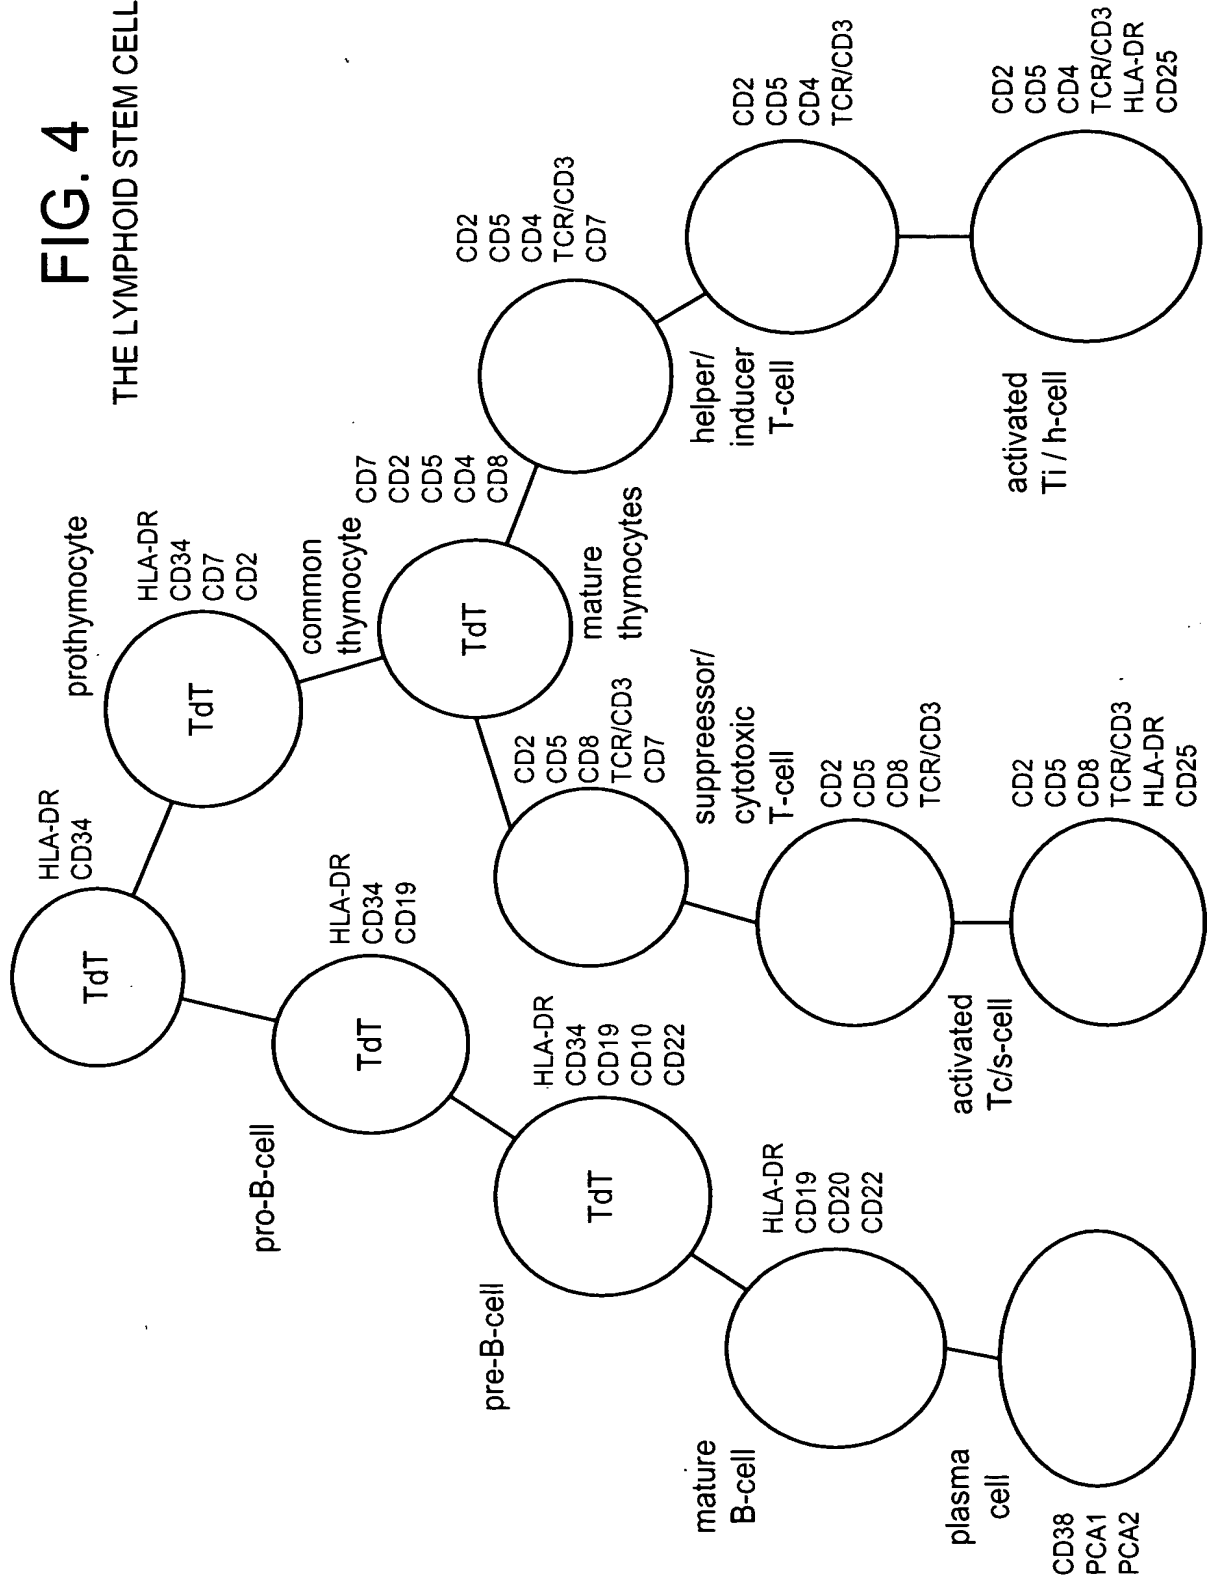 FIG. 4
THE LYMPHOID STEM CELL
HLA-DR
CD34
TdT
prothymocyte
HLA-DR
CD34
CD7
CD2
TdT
pro-B-cell
HLA-DR
CD34
CD19
TdT
common
thymocyte
CD7
CD2
CD5
CD4
CD8
TdT
pre-B-cell
HLA-DR
CD34
CD19
CD10
CD22
TdT
mature
thymocytes
CD2
CD5
CD8
TCR/CD3
CD7
CD2
CD5
CD4
TCR/CD3
CD7
mature
B-cell
HLA-DR
CD19
CD20
CD22
suppreessor/
cytotoxic
T-cell
CD2
CD5
CD8
TCR/CD3
helper/
inducer
T-cell
CD2
CD5
CD4
TCR/CD3
plasma
cell
CD38
PCA1
PCA2
activated
Tc/s-cell
CD2
CD5
CD8
TCR/CD3
HLA-DR
CD25
activated
Ti / h-cell
CD2
CD5
CD4
TCR/CD3
HLA-DR
CD25